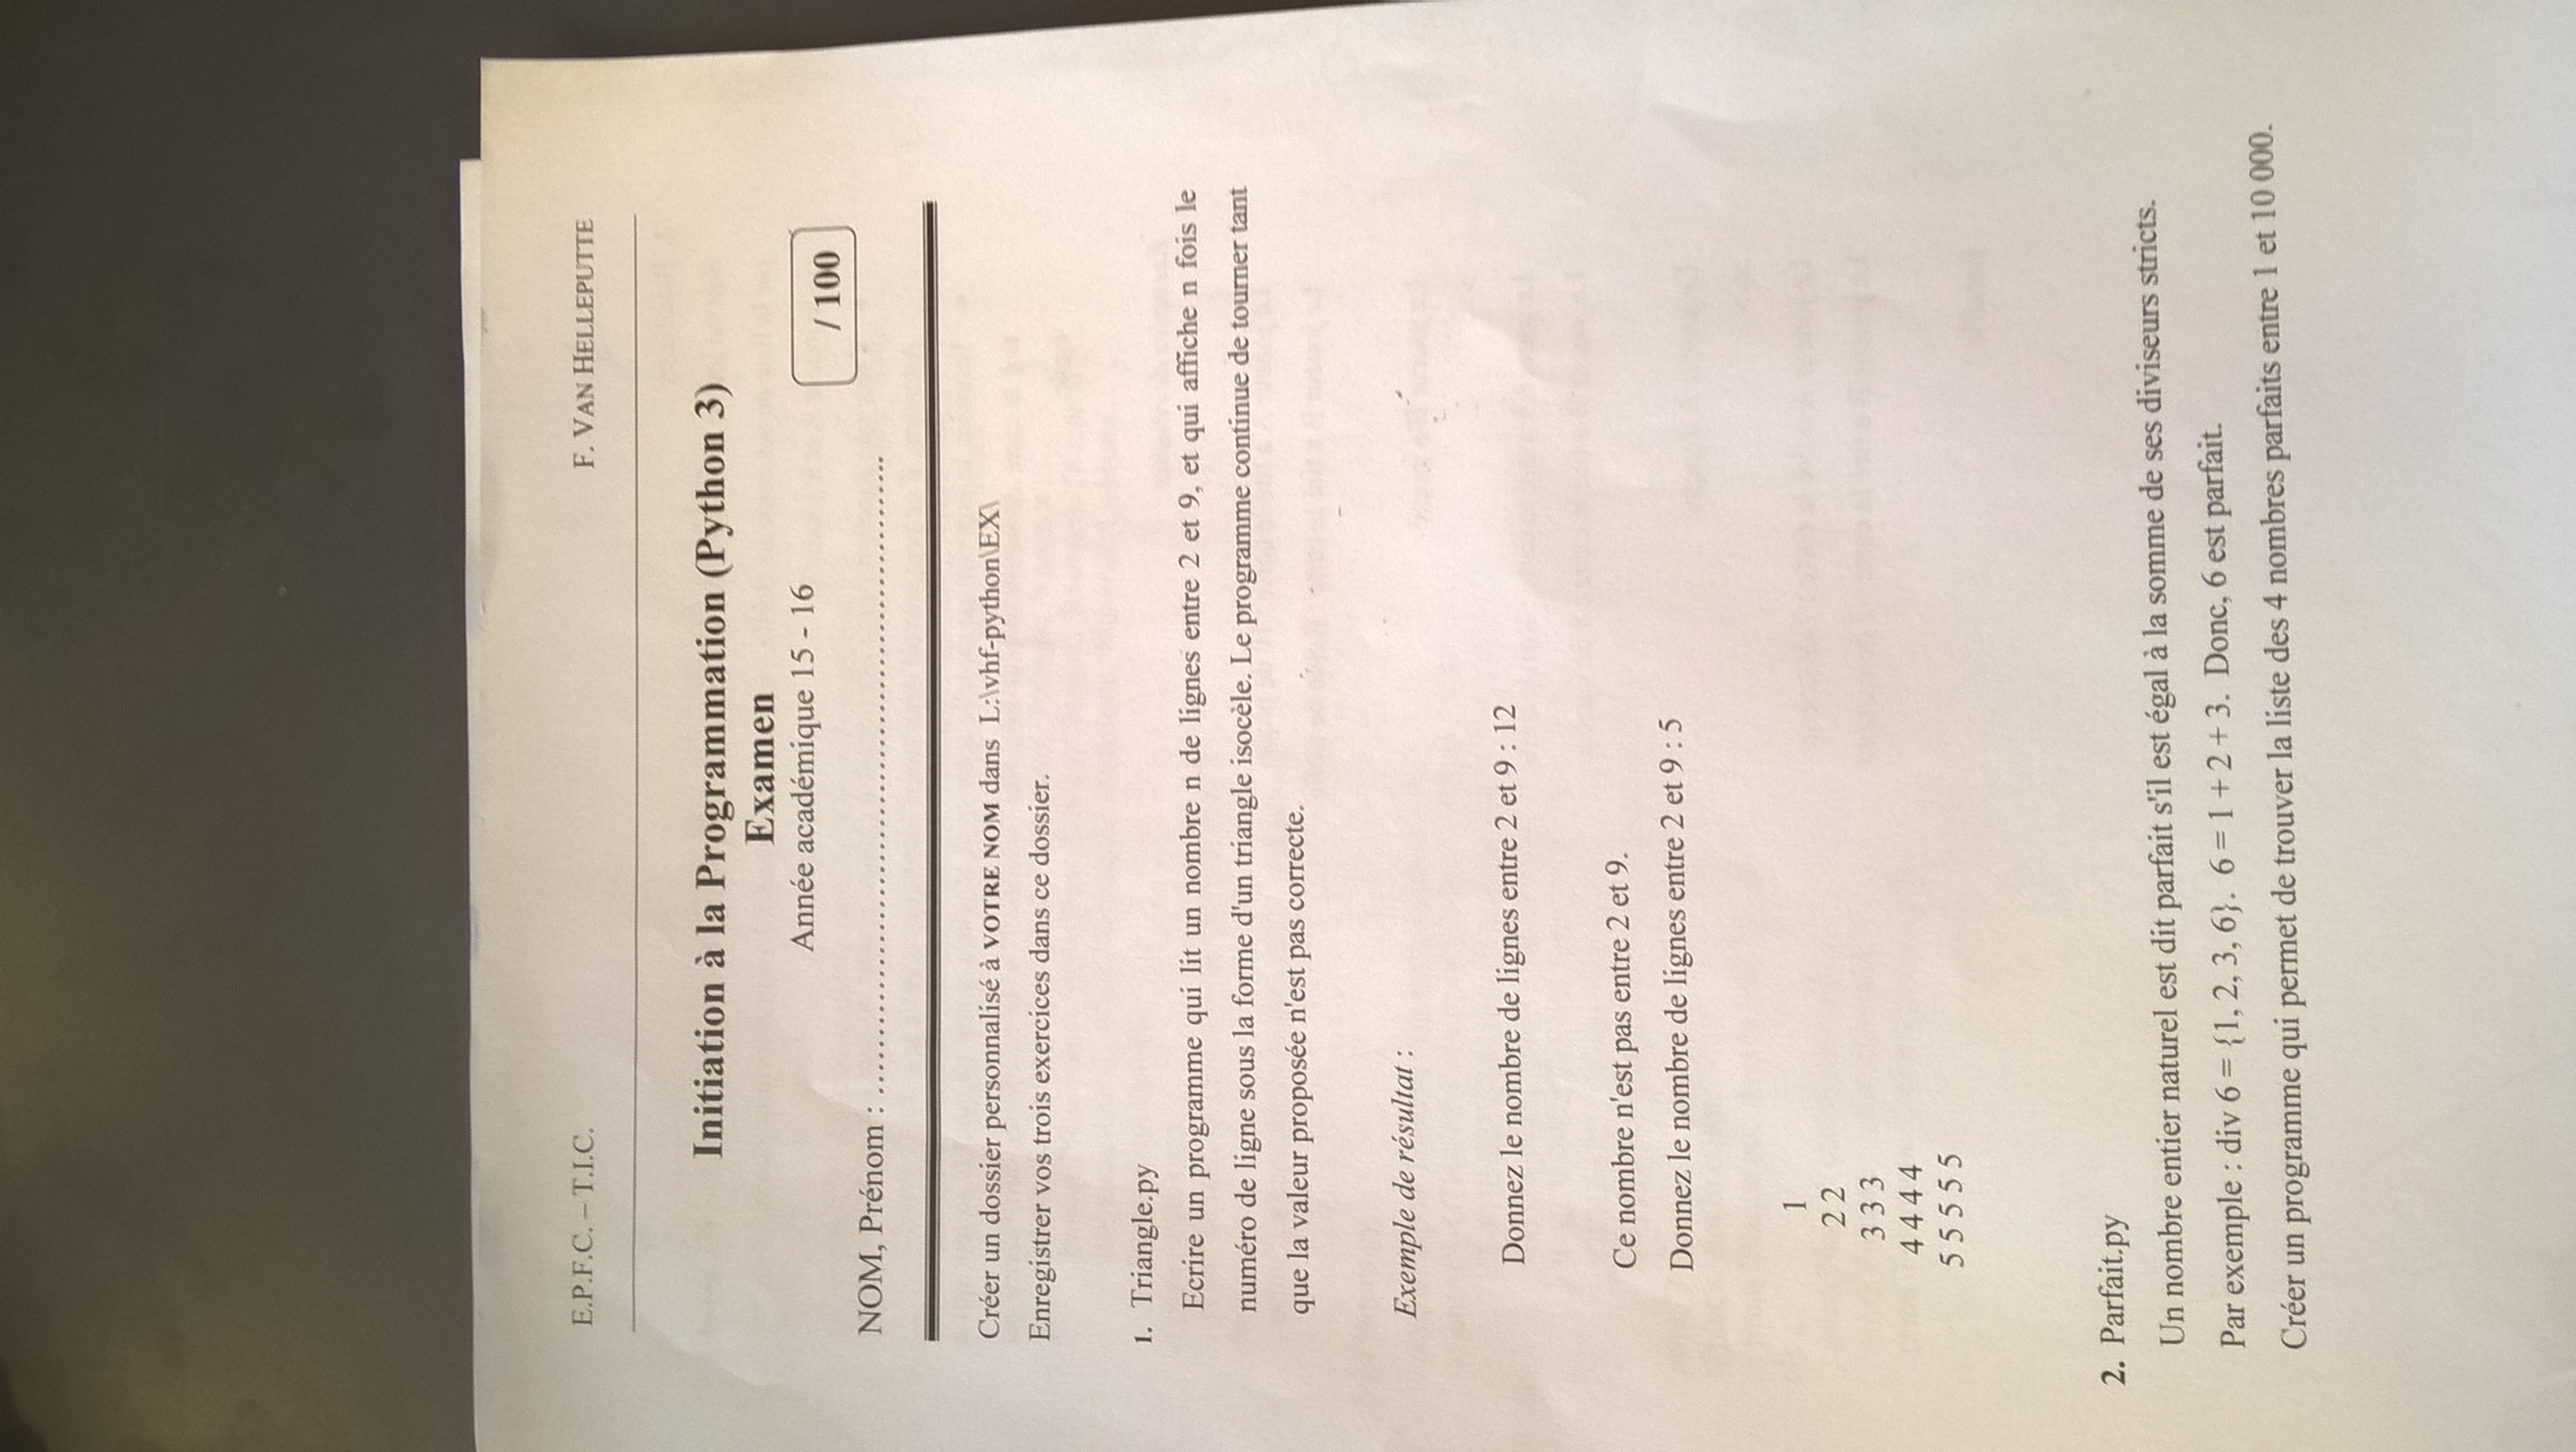 E.P.F.C. – T.I.C. F. VAN HELLEPUTTE
Initiation à la Programmation (Python 3)
Examen
Année académique 15 - 16
/ 100
NOM, Prénom : ..............................................................
Créer un dossier personnalisé à VOTRE NOM dans L:\vhf-python\EX\
Enregistrer vos trois exercices dans ce dossier.
1. Triangle.py
Ecrire un programme qui lit un nombre n de lignes entre 2 et 9, et qui affiche n fois le
numéro de ligne sous la forme d'un triangle isocèle. Le programme continue de tourner tant
que la valeur proposée n'est pas correcte.
Exemple de résultat :
Donnez le nombre de lignes entre 2 et 9 : 12
Ce nombre n'est pas entre 2 et 9.
Donnez le nombre de lignes entre 2 et 9 : 5
1
2 2
3 3 3
4 4 4 4
5 5 5 5 5
2. Parfait.py
Un nombre entier naturel est dit parfait s'il est égal à la somme de ses diviseurs stricts.
Par exemple : div 6 = {1, 2, 3, 6}. 6 = 1 + 2 + 3. Donc, 6 est parfait.
Créer un programme qui permet de trouver la liste des 4 nombres parfaits entre 1 et 10 000.